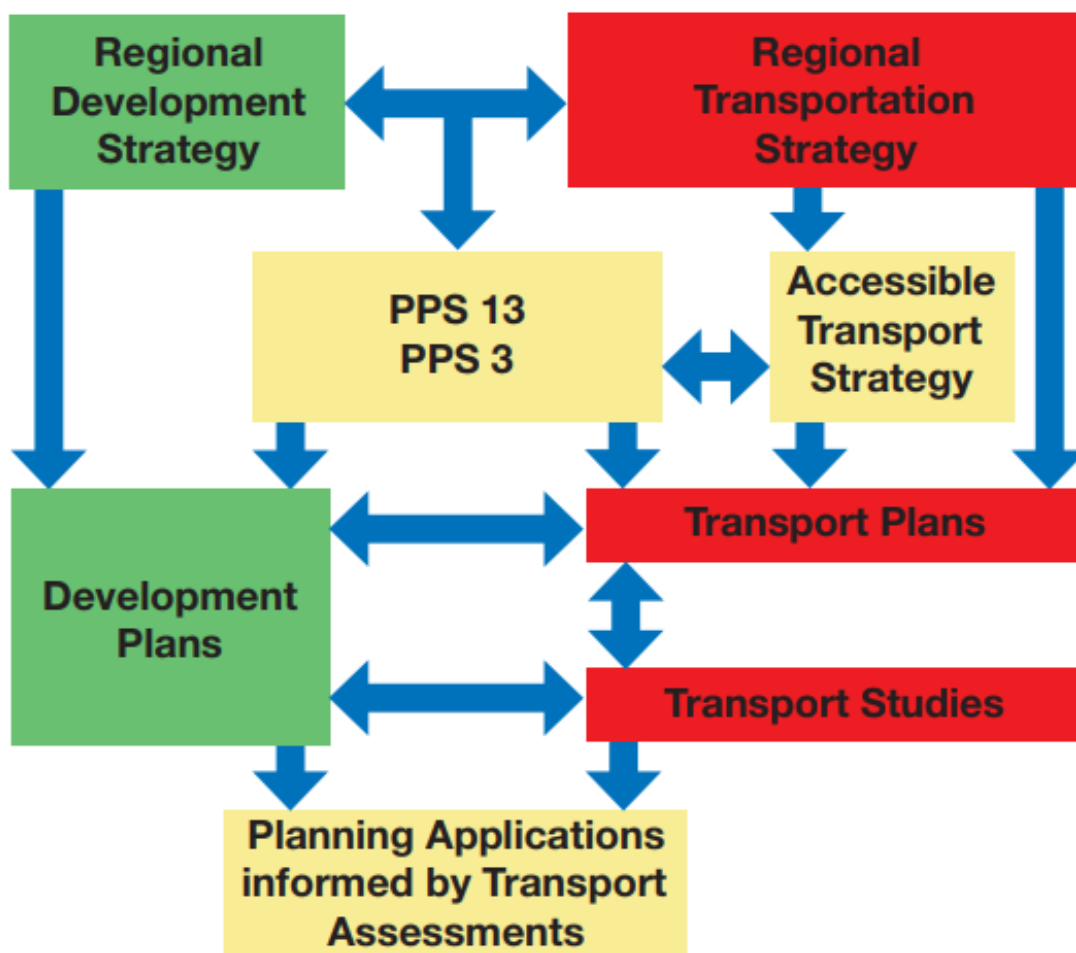 Regional
Development
Strategy
Regional
Transportation
Strategy
PPS 13
PPS 3
Accessible
Transport
Strategy
Development
Plans
Transport Plans
Transport Studies
Planning Applications
informed by Transport
Assessments